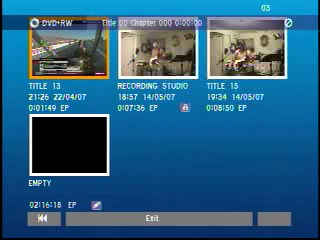 03
DVD+RW Title 00 Chapter 000 0:00:00
TITLE 13
21:26 22/04/07
0:01:49 EP
RECORDING STUDIO
18:57 14/05/07
0:07:36 EP
TITLE 15
19:34 14/05/07
0:08:50 EP
EMPTY
02:16:18 EP
Exit